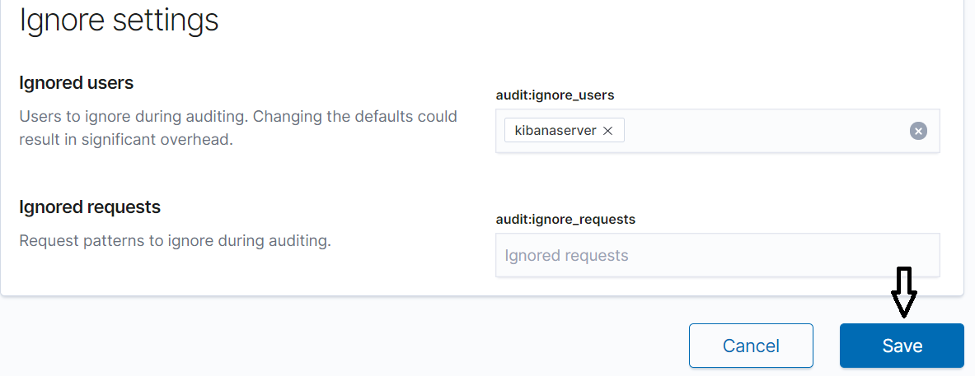 Ignore settings
Ignored users
Users to ignore during auditing. Changing the defaults could
result in significant overhead.
audit:ignore_users
kibanaserver
Ignored requests
Request patterns to ignore during auditing.
audit:ignore_requests
Ignored requests
Cancel
Save